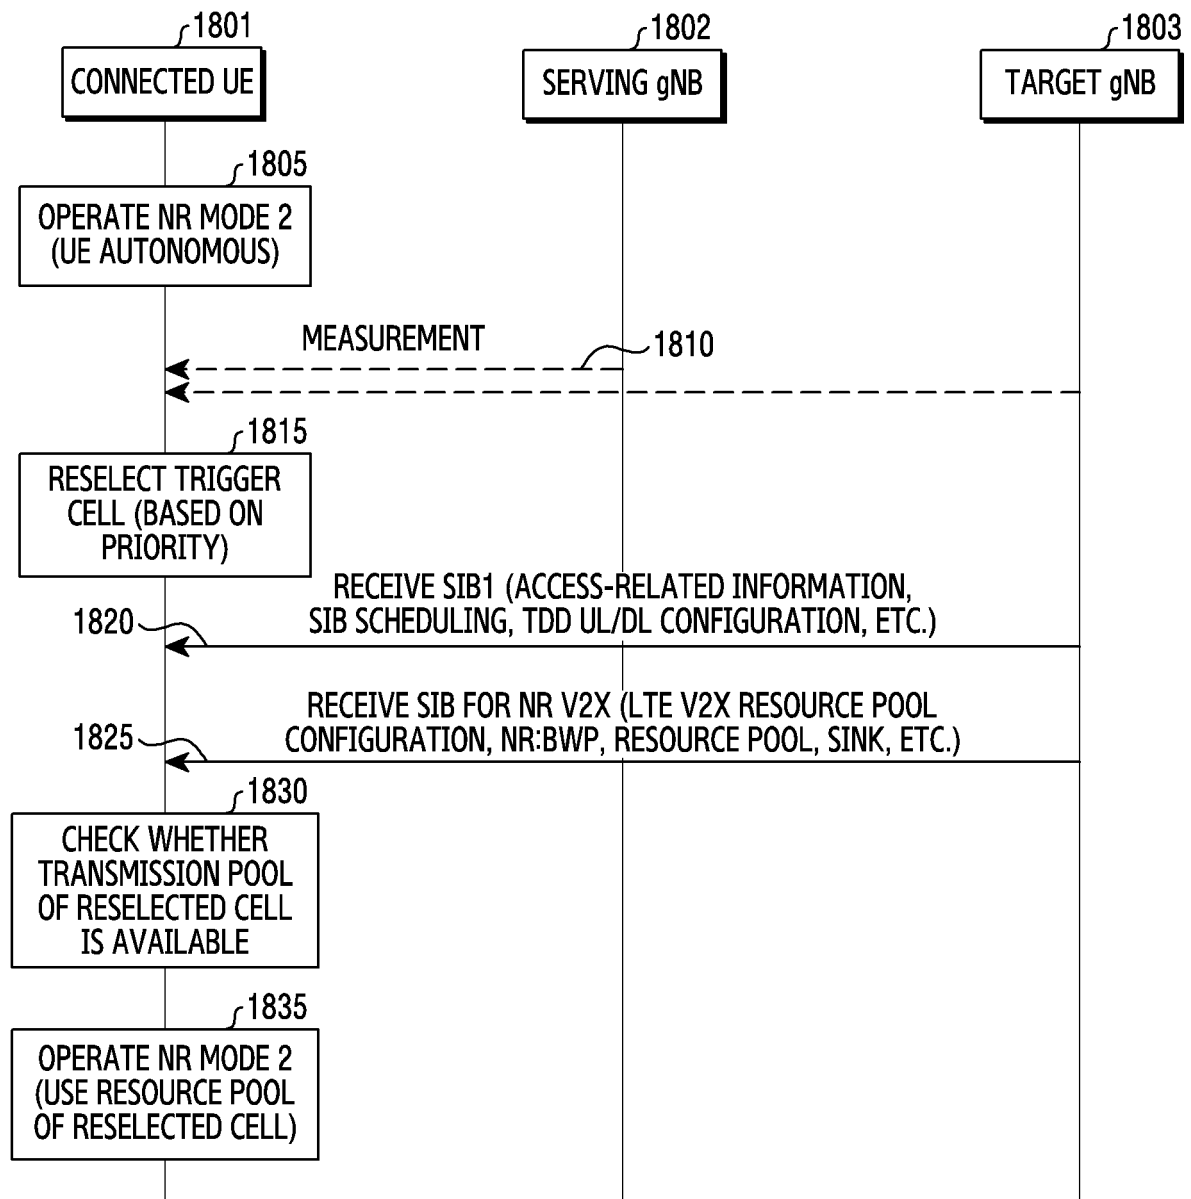 1801
1802
1803
CONNECTED UE
SERVING gNB
TARGET gNB
1805
OPERATE NR MODE 2
(UE AUTONOMOUS)
MEASUREMENT
1810
1815
RESELECT TRIGGER
CELL (BASED ON
PRIORITY)
RECEIVE SIB1 (ACCESS-RELATED INFORMATION,
SIB SCHEDULING, TDD UL/DL CONFIGURATION, ETC.)
1820
RECEIVE SIB FOR NR V2X (LTE V2X RESOURCE POOL
CONFIGURATION, NR:BWP, RESOURCE POOL, SINK, ETC.)
1825
1830
CHECK WHETHER
TRANSMISSION POOL
OF RESELECTED CELL
IS AVAILABLE
1835
OPERATE NR MODE 2
(USE RESOURCE POOL
OF RESELECTED CELL)